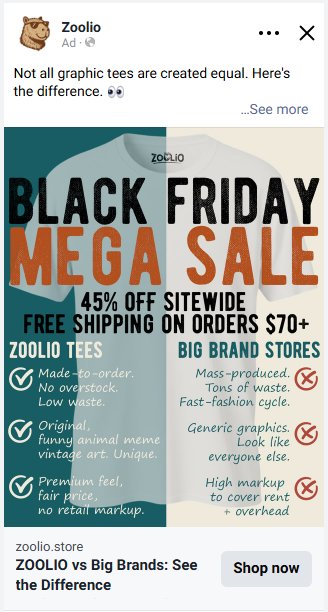 Zoolio
Ad ·
Not all graphic tees are created equal. Here's
the difference. 👀
...See more
ZOOLIO
BLACK FRIDAY
MEGA SALE
45% OFF SITEWIDE
FREE SHIPPING ON ORDERS $70+
ZOOLIO TEES
Made-to-order.
No overstock.
Low waste.
Original,
funny animal meme
vintage art. Unique.
Premium feel,
fair price,
no retail markup.
BIG BRAND STORES
Mass-produced.
Tons of waste.
Fast-fashion cycle.
Generic graphics.
Look like
everyone else.
High markup
to cover rent
+ overhead
zoolio.store
ZOOLIO vs Big Brands: See
the Difference
Shop now